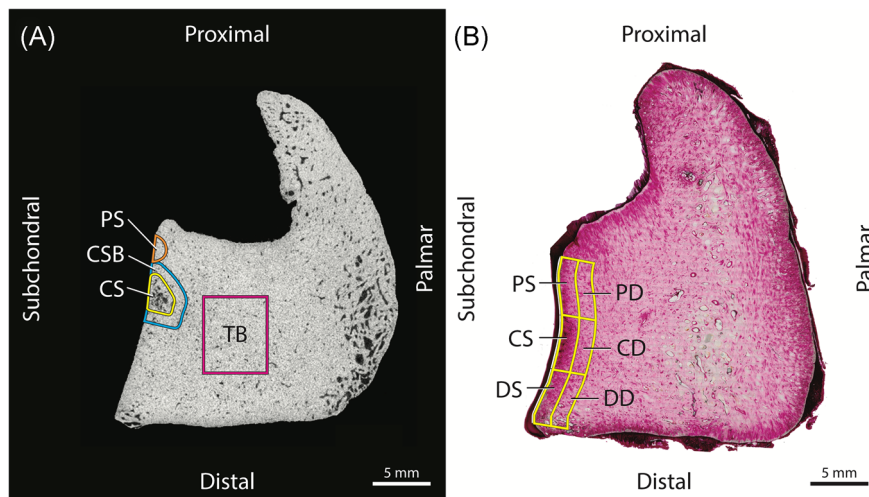 (A)
Proximal
Subchondral
PS
CSB
CS
TB
Palmar
Distal
5 mm
(B)
Proximal
Subchondral
PS
PD
CS
CD
DS
DD
Palmar
Distal
5 mm